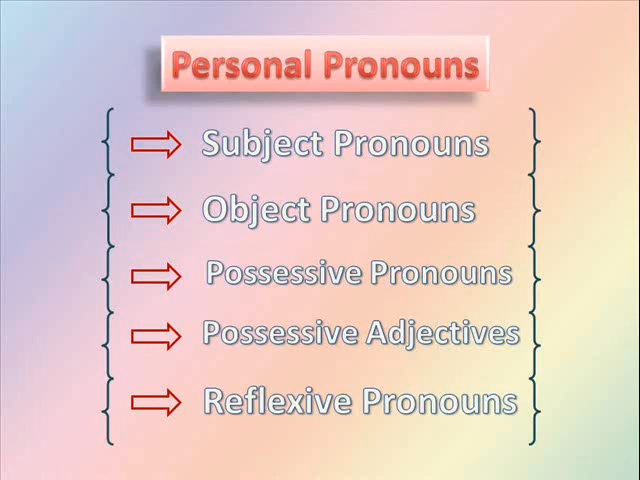 Personal Pronouns
Subject Pronouns
Object Pronouns
Possessive Pronouns
Possessive Adjectives
Reflexive Pronouns